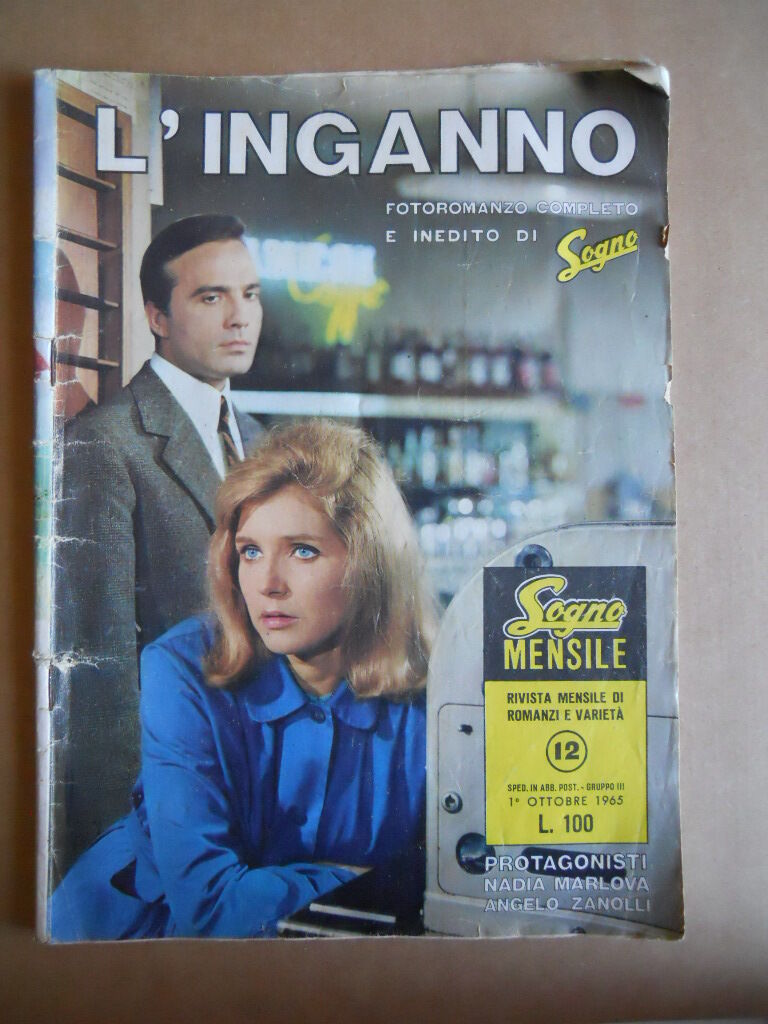 L'INGANNO
FOTOROMANZO COMPLETO
E INEDITO DI Sogno
Sogno
MENSILE
RIVISTA MENSILE DI
ROMANZI E VARIETÀ
12
SPED. IN ABB. POST. - GRUPPO III
1° OTTOBRE 1965
L. 100
PROTAGONISTI
NADIA MARLOVA
ANGELO ZANOLLI